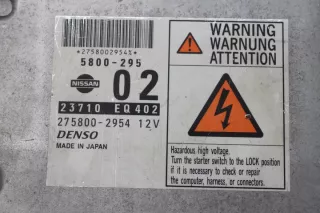 *2758002954%*
5800-295
NISSAN
02
23710 EQ402
275800-2954 12V
DENSO
MADE IN JAPAN
WARNING
WARNUNG
ATTENTION
Hazardous high voltage.
Turn the starter switch to the LOCK position
if it is necessary to check or repair
the computer, harness, or connectors.